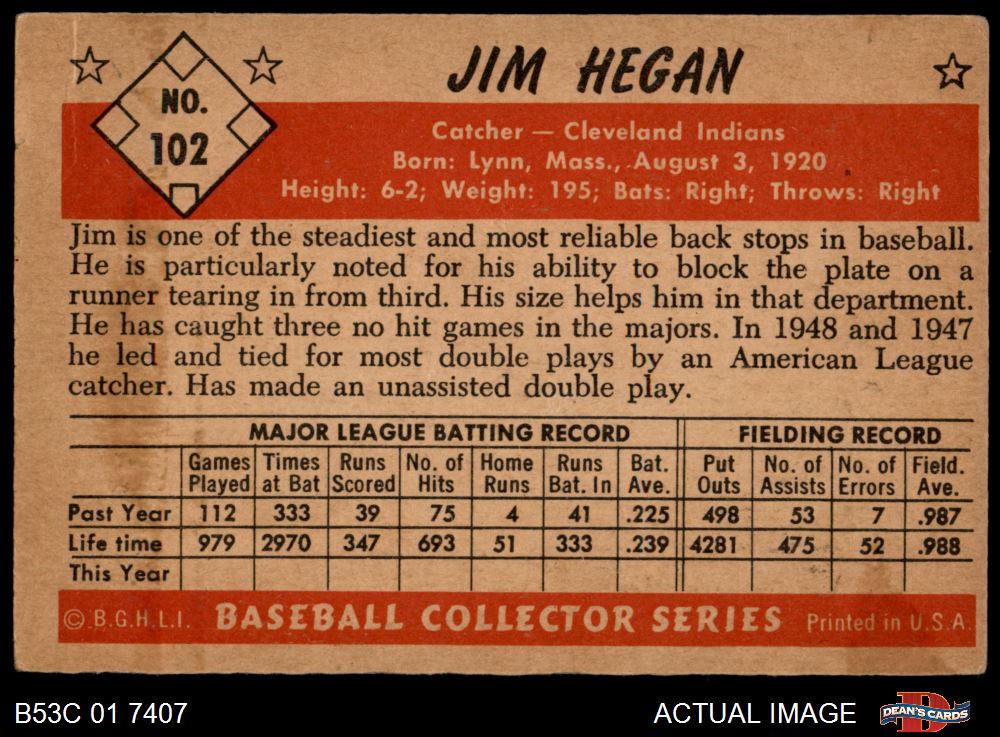 JIM HEGAN
NO.
102
Catcher — Cleveland Indians
Born: Lynn, Mass., August 3, 1920
Height: 6-2; Weight: 195; Bats: Right; Throws: Right
Jim is one of the steadiest and most reliable back stops in baseball.
He is particularly noted for his ability to block the plate on a
runner tearing in from third. His size helps him in that department.
He has caught three no hit games in the majors. In 1948 and 1947
he led and tied for most double plays by an American League
catcher. Has made an unassisted double play.
MAJOR LEAGUE BATTING RECORD FIELDING RECORD
Games Times Runs No. of Home Runs Bat. Put No. of No. of Field.
Played at Bat Scored Hits Runs Bat. In Ave. Outs Assists Errors Ave.
Past Year 112 333 39 75 4 41 .225 498 53 7 .987
Life time 979 2970 347 693 51 333 .239 4281 475 52 .988
This Year
© B.G.H.L.I. BASEBALL COLLECTOR SERIES Printed in U.S.A.
B53C 01 7407 ACTUAL IMAGE DEAN'S CARDS